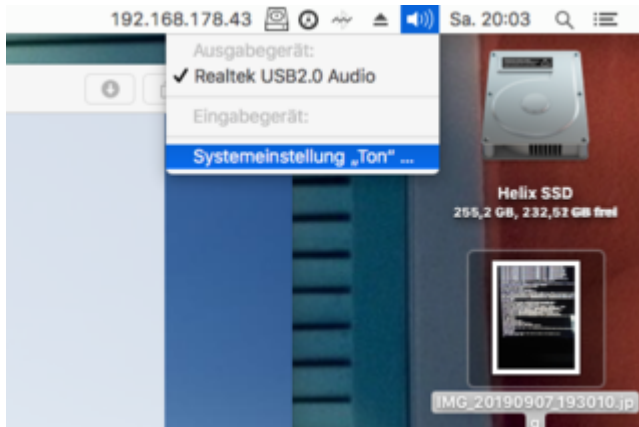 192.168.178.43 Sa. 20:03
Ausgabegerät:
✓ Realtek USB2.0 Audio
Eingabegerät:
Systemeinstellung „Ton“ ...
Helix SSD
255,2 GB, 232,51 GB frei
IMG_20190907_193010.jp
g